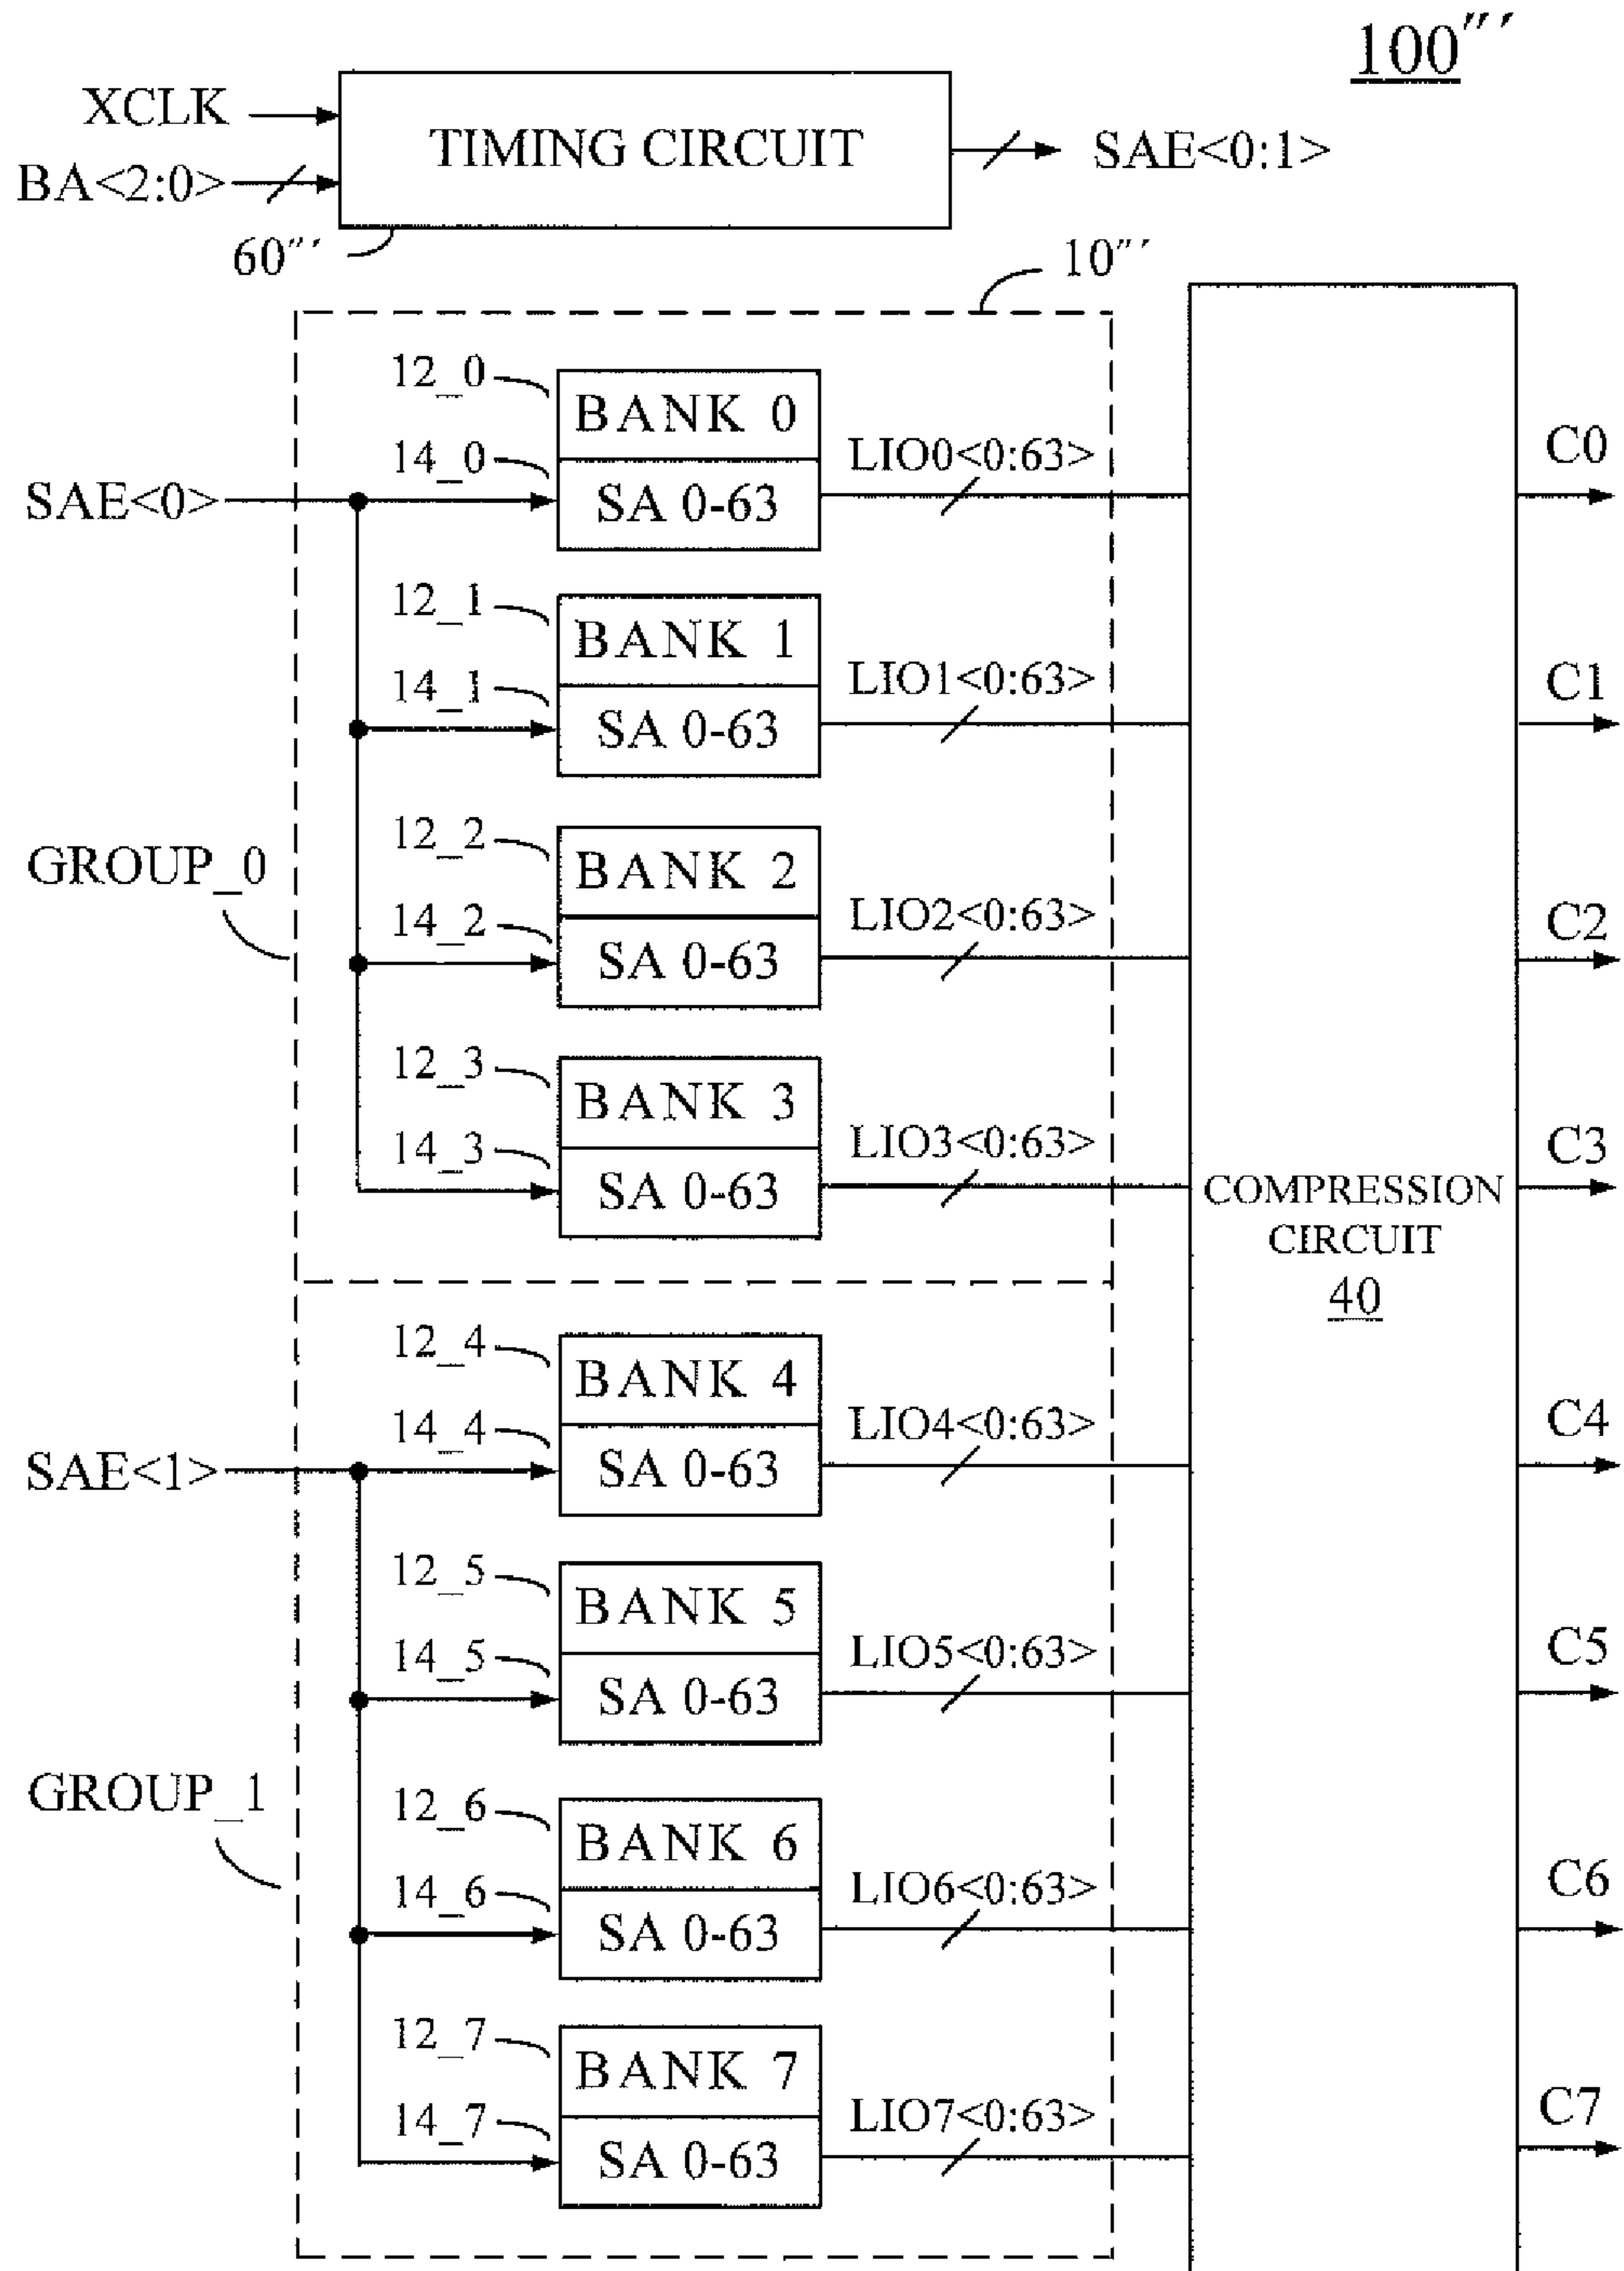 100‴′
XCLK
BA<2:0>
TIMING CIRCUIT
SAE<0:1>
60‴′
10‴′
12_0
BANK 0
14_0
SA 0-63
LIO0<0:63>
C0
SAE<0>
12_1
BANK 1
14_1
SA 0-63
LIO1<0:63>
C1
GROUP_0
12_2
BANK 2
14_2
SA 0-63
LIO2<0:63>
C2
12_3
BANK 3
14_3
SA 0-63
LIO3<0:63>
C3
COMPRESSION
CIRCUIT
40
12_4
BANK 4
14_4
SA 0-63
LIO4<0:63>
C4
SAE<1>
12_5
BANK 5
14_5
SA 0-63
LIO5<0:63>
C5
GROUP_1
12_6
BANK 6
14_6
SA 0-63
LIO6<0:63>
C6
12_7
BANK 7
14_7
SA 0-63
LIO7<0:63>
C7